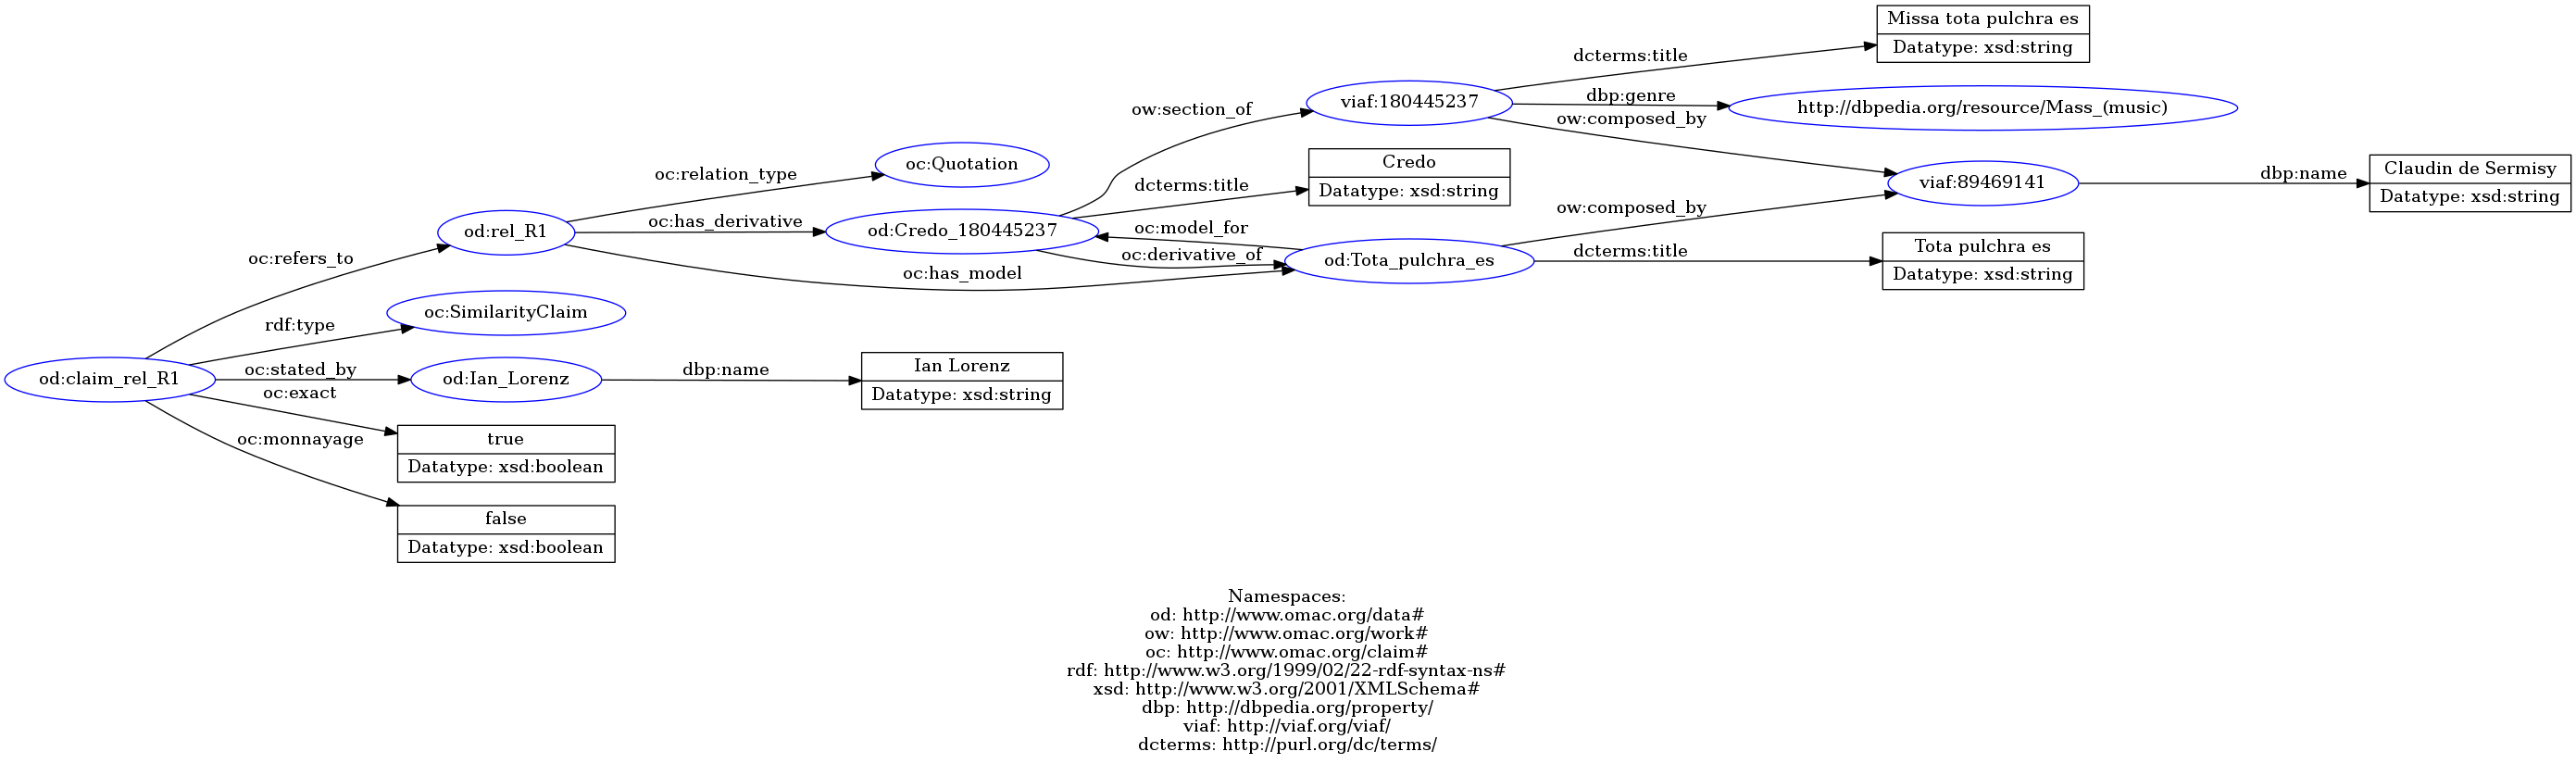 Missa tota pulchra es
Datatype: xsd:string
dcterms:title
viaf:180445237
dbp:genre
http://dbpedia.org/resource/Mass_(music)
ow:section_of
ow:composed_by
oc:Quotation
Credo
Datatype: xsd:string
oc:relation_type
dcterms:title
viaf:89469141
dbp:name
Claudin de Sermisy
Datatype: xsd:string
od:rel_R1
oc:has_derivative
od:Credo_180445237
oc:model_for
ow:composed_by
oc:derivative_of
od:Tota_pulchra_es
dcterms:title
Tota pulchra es
Datatype: xsd:string
oc:refers_to
oc:has_model
oc:SimilarityClaim
rdf:type
od:claim_rel_R1
oc:stated_by
od:Ian_Lorenz
dbp:name
Ian Lorenz
Datatype: xsd:string
oc:exact
true
Datatype: xsd:boolean
oc:monnayage
false
Datatype: xsd:boolean
Namespaces:
od: http://www.omac.org/data#
ow: http://www.omac.org/work#
oc: http://www.omac.org/claim#
rdf: http://www.w3.org/1999/02/22-rdf-syntax-ns#
xsd: http://www.w3.org/2001/XMLSchema#
dbp: http://dbpedia.org/property/
viaf: http://viaf.org/viaf/
dcterms: http://purl.org/dc/terms/